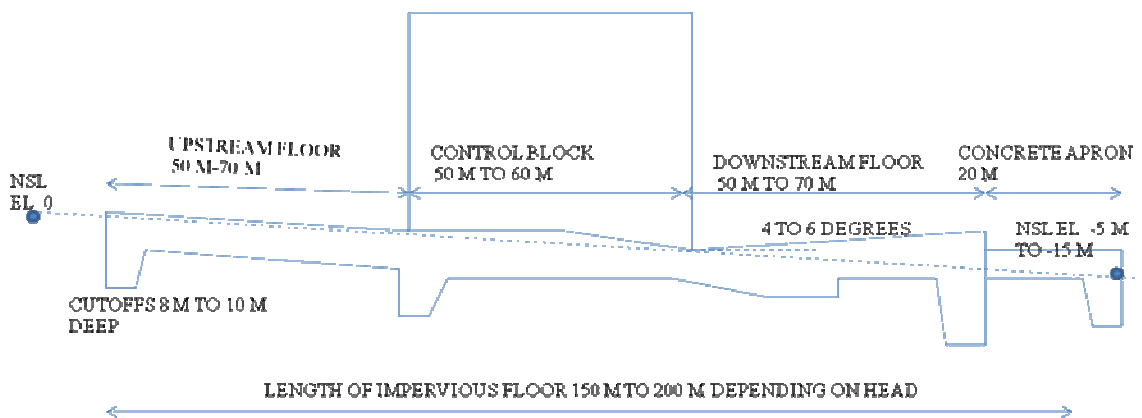 UPSTREAM FLOOR
50 M-70 M
CONTROL BLOCK
50 M TO 60 M
DOWNSTREAM FLOOR
50 M TO 70 M
CONCRETE APRON
20 M
NSL
EL 0
4 TO 6 DEGREES
NSL EL -5 M
TO -15 M
CUTOFFS 8 M TO 10 M
DEEP
LENGTH OF IMPERVIOUS FLOOR 150 M TO 200 M DEPENDING ON HEAD